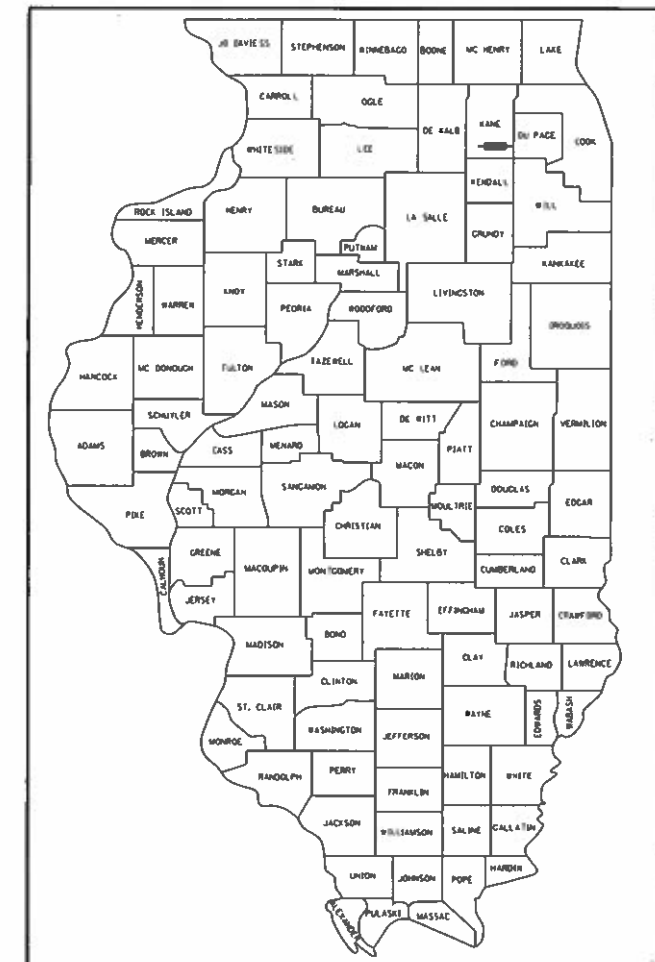 JO DAVIESS STEPHENSON WINNEBAGO BOONE MC HENRY LAKE
CARROLL OGLE DE KALB KANE DU PAGE COOK
WHITESIDE LEE
KENDALL WILL
ROCK ISLAND HENRY BUREAU LA SALLE GRUNDY
MERCER PUTNAM
STARK MARSHALL KANKAKEE
HENDERSON WARREN KNOX PEORIA WOODFORD LIVINGSTON
IROQUOIS
HANCOCK MC DONOUGH FULTON TAZEWELL MC LEAN FORD
MASON
SCHUYLER LOGAN DE WITT CHAMPAIGN VERMILION
ADAMS BROWN CASS MENARD PIATT
MACON
PIKE SCOTT MORGAN SANGAMON MOULTRIE DOUGLAS EDGAR
CHRISTIAN COLES
CALHOUN GREENE MACOUPIN MONTGOMERY SHELBY CUMBERLAND CLARK
JERSEY
FAYETTE EFFINGHAM JASPER CRAWFORD
MADISON BOND
CLAY RICHLAND LAWRENCE
CLINTON MARION
ST. CLAIR WAYNE EDWARDS WABASH
MONROE WASHINGTON JEFFERSON
RANDOLPH PERRY HAMILTON WHITE
FRANKLIN
JACKSON WILLIAMSON SALINE GALLATIN
UNION JOHNSON POPE HARDIN
ALEXANDER PULASKI MASSAC